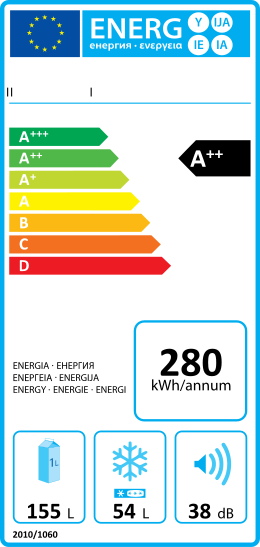 ENERG Y IJA
енергия · ενεργεια IE IA
I I
A+++
A++
A++
A+
A
B
C
D
ENERGIA · ЕНЕРГИЯ
ΕΝΕΡΓΕΙΑ · ENERGIJA
ENERGY · ENERGIE · ENERGI
280
kWh/annum
1L
155 L
54 L
38 dB
2010/1060